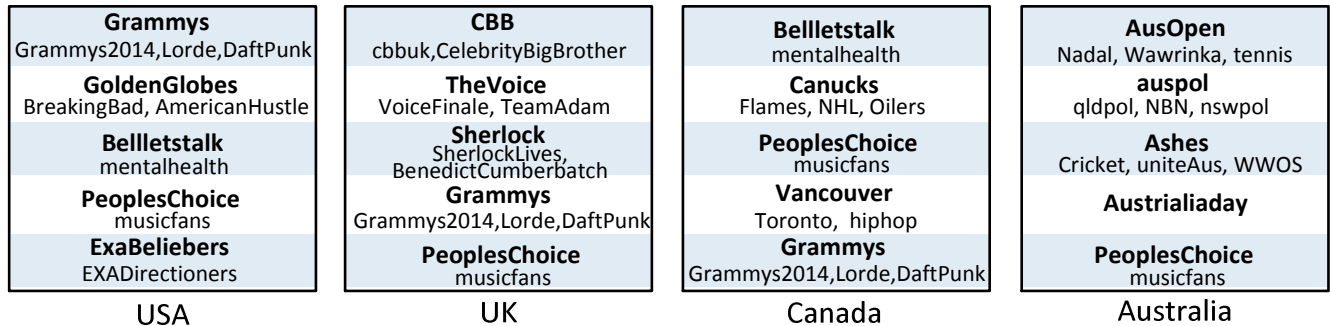 Grammys
Grammys2014,Lorde,DaftPunk
GoldenGlobes
BreakingBad, AmericanHustle
Bellletstalk
mentalhealth
PeoplesChoice
musicfans
ExaBeliebers
EXADirectioners
USA
CBB
cbbuk,CelebrityBigBrother
TheVoice
VoiceFinale, TeamAdam
Sherlock
SherlockLives,
BenedictCumberbatch
Grammys
Grammys2014,Lorde,DaftPunk
PeoplesChoice
musicfans
UK
Bellletstalk
mentalhealth
Canucks
Flames, NHL, Oilers
PeoplesChoice
musicfans
Vancouver
Toronto, hiphop
Grammys
Grammys2014,Lorde,DaftPunk
Canada
AusOpen
Nadal, Wawrinka, tennis
auspol
qldpol, NBN, nswpol
Ashes
Cricket, uniteAus, WWOS
Austrialiaday
PeoplesChoice
musicfans
Australia